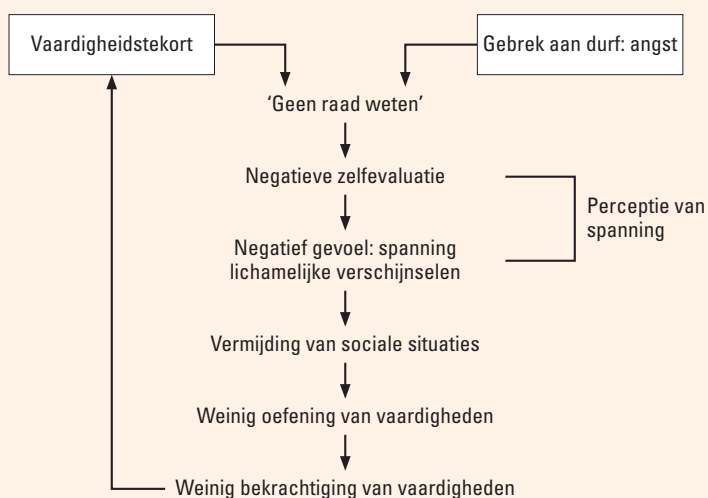 Vaardigheidstekort
Gebrek aan durf: angst
‘Geen raad weten’
Negatieve zelfevaluatie
Perceptie van
spanning
Negatief gevoel: spanning
lichamelijke verschijnselen
Vermijding van sociale situaties
Weinig oefening van vaardigheden
Weinig bekrachtiging van vaardigheden